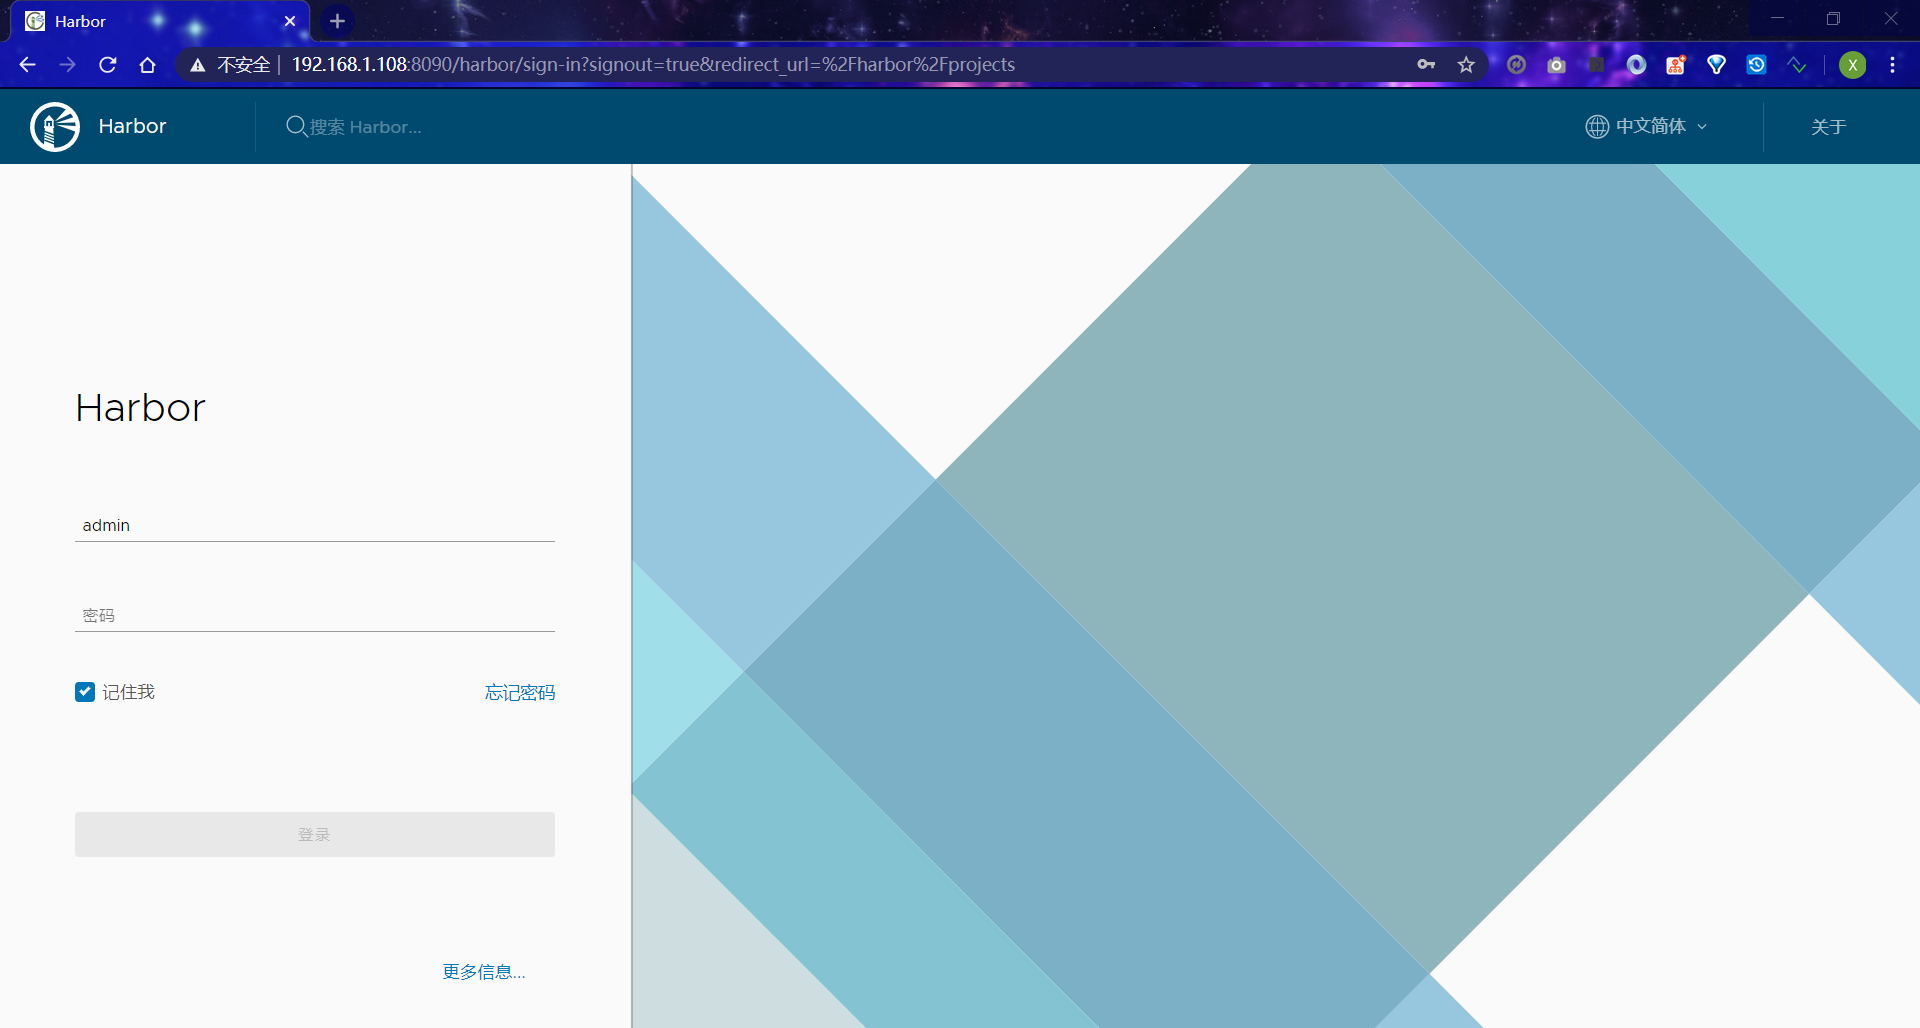 Harbor
不安全 192.168.1.108:8090/harbor/sign-in?signout=true&redirect_url=%2Fharbor%2Fprojects
X
Harbor
搜索 Harbor...
中文简体
关于
Harbor
admin
密码
记住我
忘记密码
登录
更多信息...